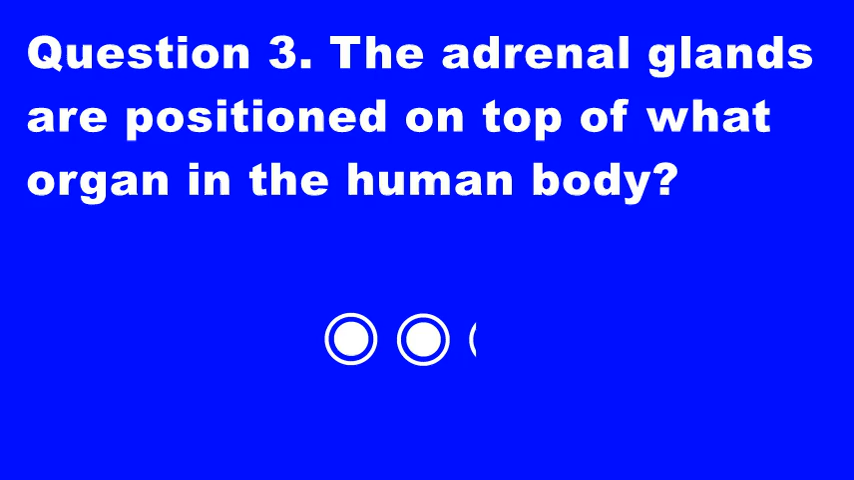 Question 3. The adrenal glands
are positioned on top of what
organ in the human body?